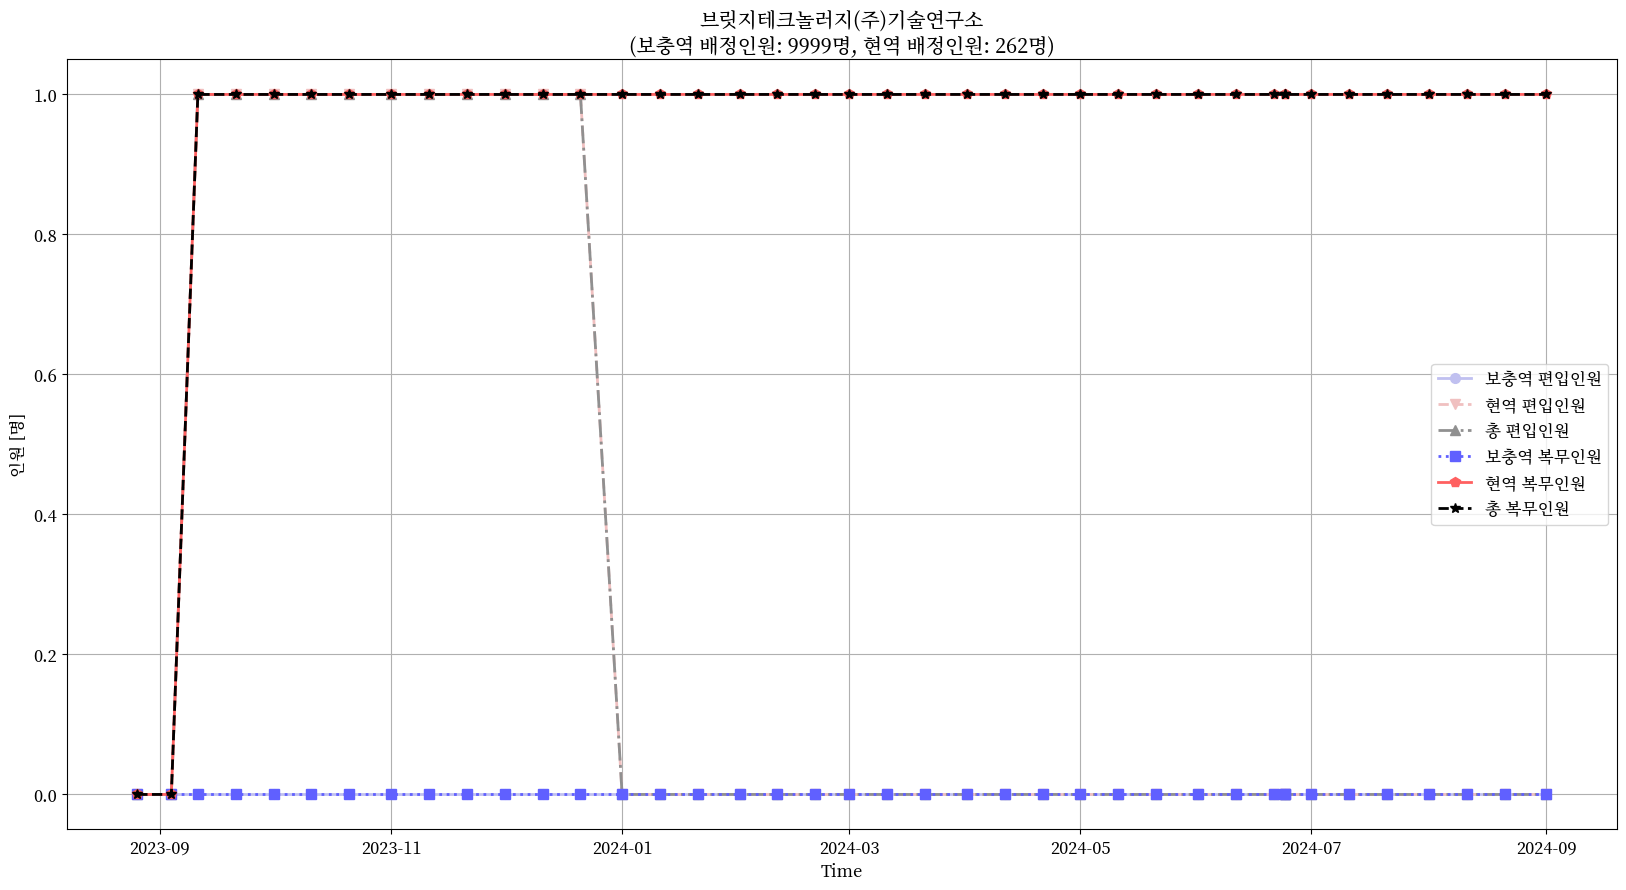 브릿지테크놀러지(주)기술연구소
(보충역 배정인원: 9999명, 현역 배정인원: 262명)
1.0
0.8
0.6
0.4
0.2
0.0
인원 [명]
보충역 편입인원
현역 편입인원
총 편입인원
보충역 복무인원
현역 복무인원
총 복무인원
2023-09
2023-11
2024-01
2024-03
2024-05
2024-07
2024-09
Time